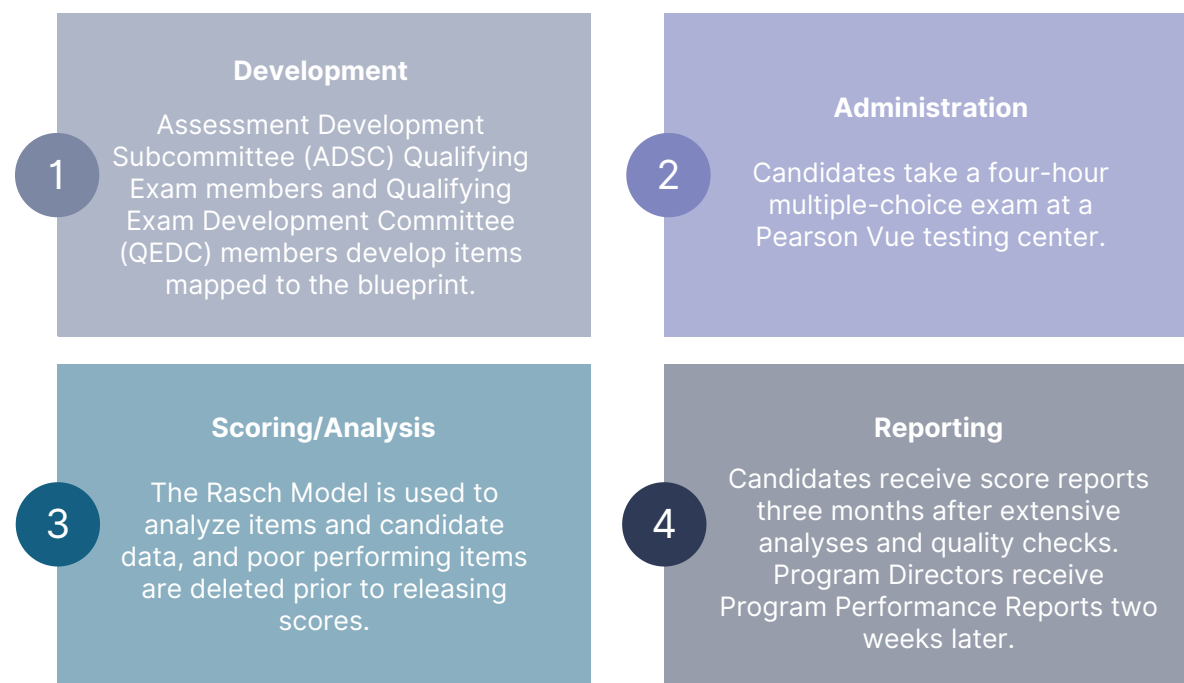 1
Development
Assessment Development
Subcommittee (ADSC) Qualifying
Exam members and Qualifying
Exam Development Committee
(QEDC) members develop items
mapped to the blueprint.
2
Administration
Candidates take a four-hour
multiple-choice exam at a
Pearson Vue testing center.
3
Scoring/Analysis
The Rasch Model is used to
analyze items and candidate
data, and poor performing items
are deleted prior to releasing
scores.
4
Reporting
Candidates receive score reports
three months after extensive
analyses and quality checks.
Program Directors receive
Program Performance Reports two
weeks later.